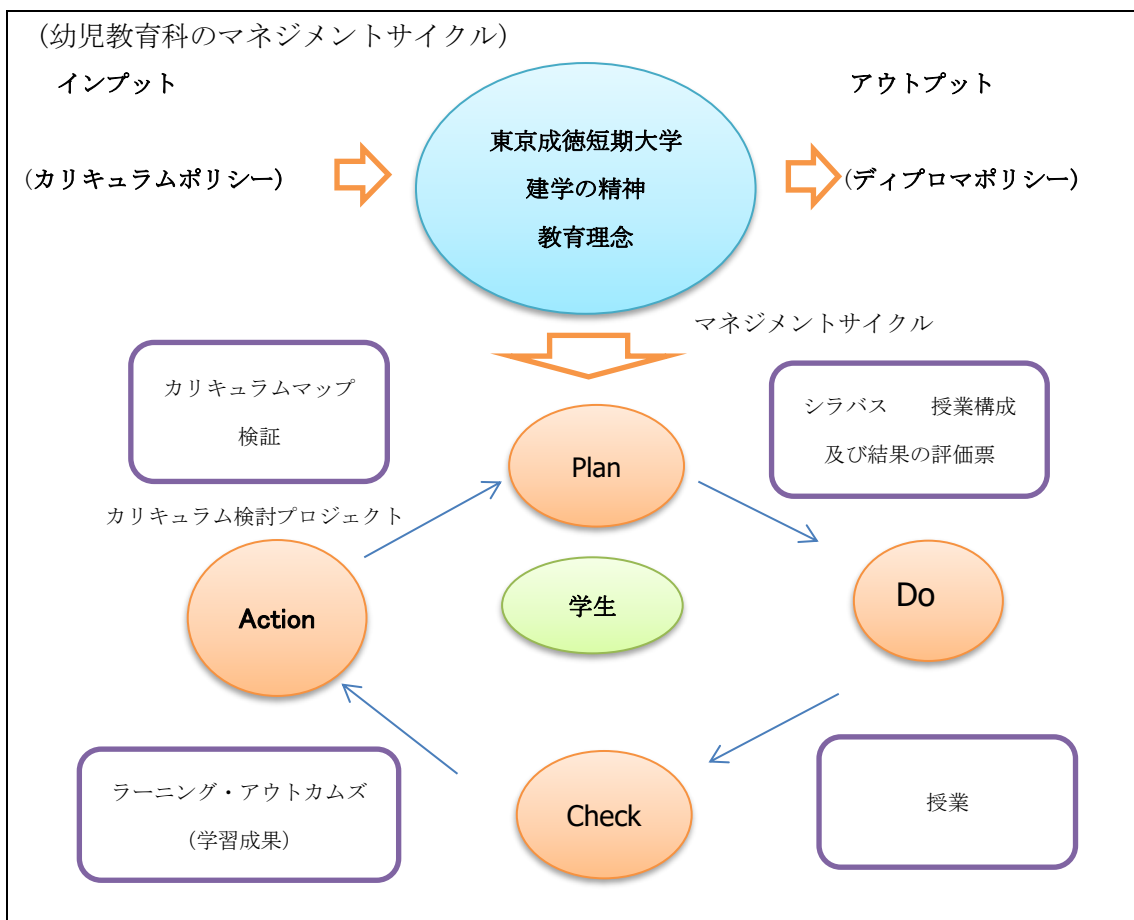 (幼児教育科のマネジメントサイクル)
インプット
アウトプット
東京成徳短期大学
建学の精神
教育理念
(カリキュラムポリシー)
(ディプロマポリシー)
マネジメントサイクル
カリキュラムマップ
検証
シラバス　授業構成
及び結果の評価票
Plan
カリキュラム検討プロジェクト
Action
学生
Do
ラーニング・アウトカムズ
(学習成果)
Check
授業